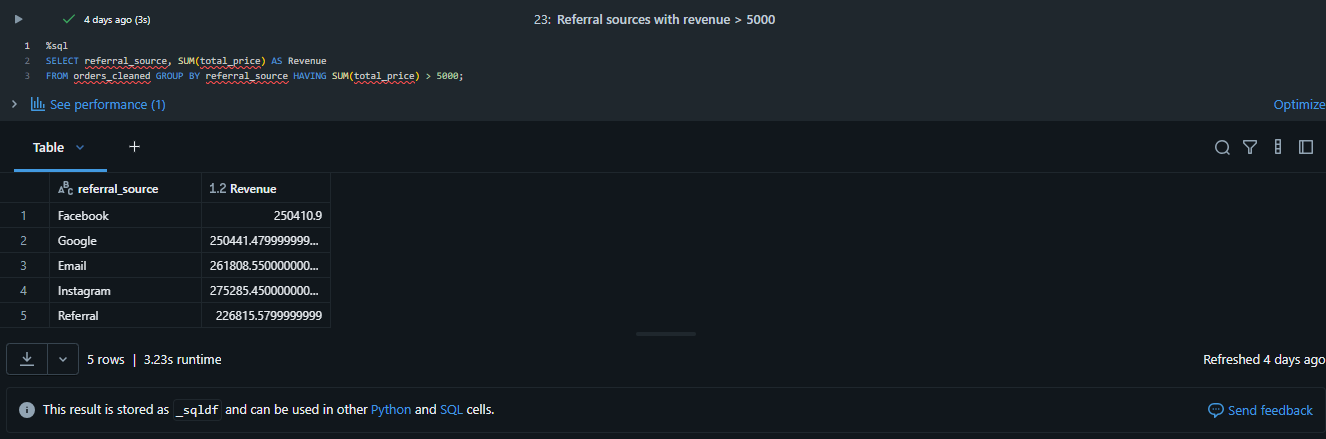 4 days ago (3s)
23: Referral sources with revenue > 5000
1 %sql
2 SELECT referral_source, SUM(total_price) AS Revenue
3 FROM orders_cleaned GROUP BY referral_source HAVING SUM(total_price) > 5000;
See performance (1)
Optimize
Table
+
ABC referral_source 1.2 Revenue
1 Facebook 250410.9
2 Google 250441.479999999...
3 Email 261808.550000000...
4 Instagram 275285.450000000...
5 Referral 226815.5799999999
5 rows | 3.23s runtime
Refreshed 4 days ago
This result is stored as _sqldf and can be used in other Python and SQL cells.
Send feedback